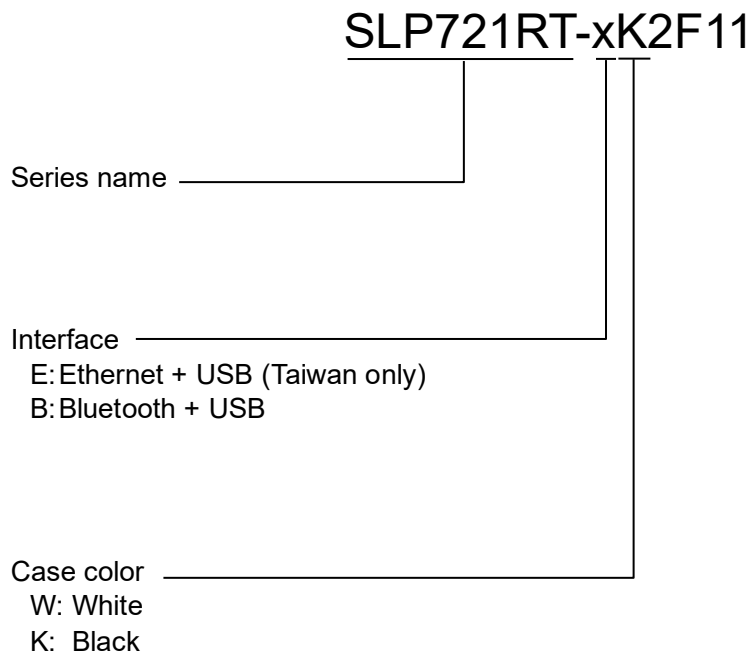 SLP721RT-xK2F11
Series name
Interface
E: Ethernet + USB (Taiwan only)
B: Bluetooth + USB
Case color
W: White
K: Black